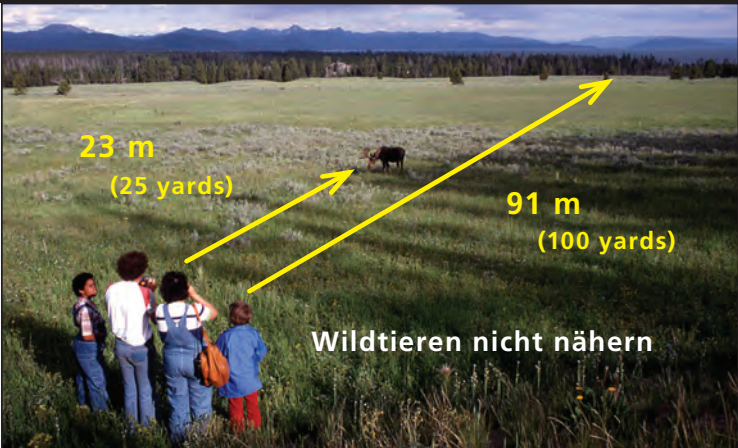 23 m
(25 yards)
91 m
(100 yards)
Wildtieren nicht nähern